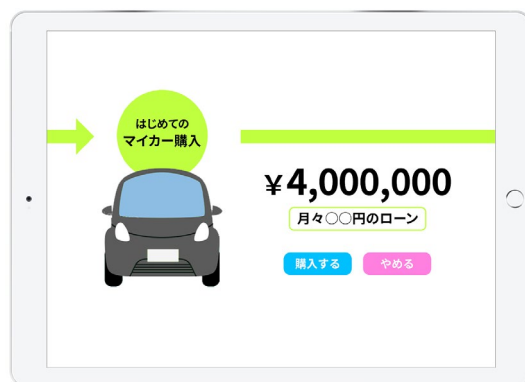 はじめての
マイカー購入
¥4,000,000
月々○○円のローン
購入する
やめる